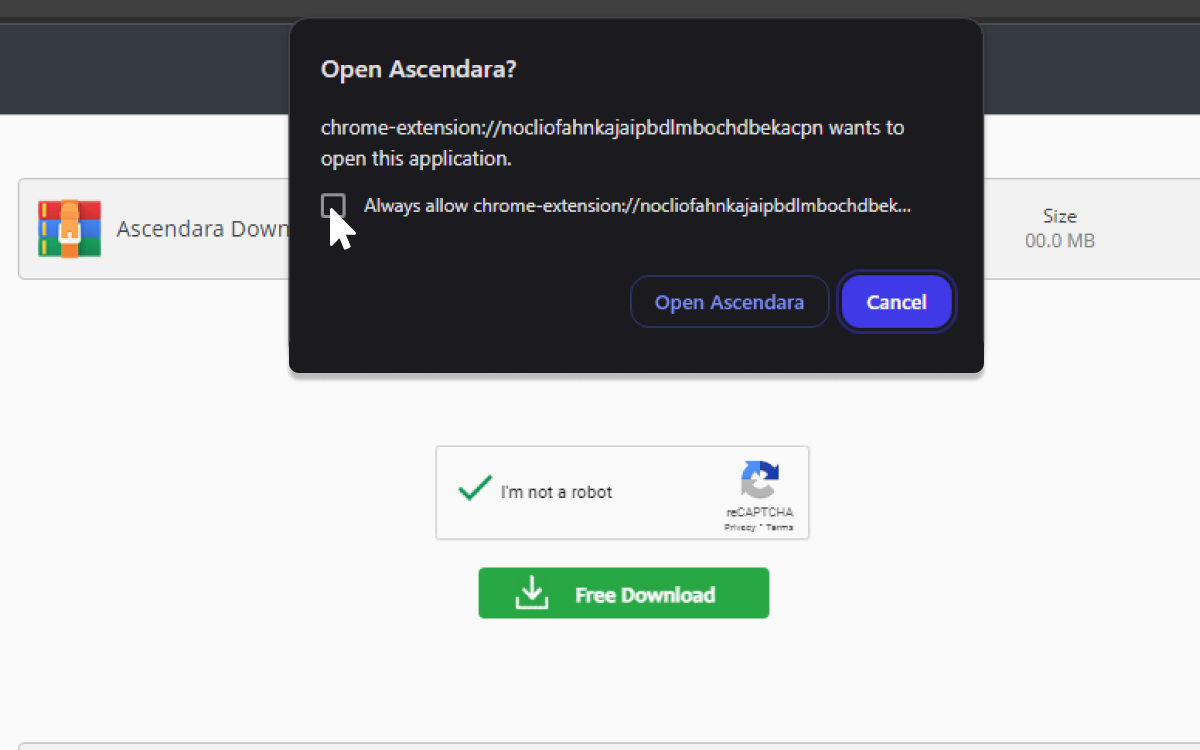 Open Ascendara?
chrome-extension://nocliofahnkajaipbdlmbochdbekacpn wants to
open this application.
Always allow chrome-extension://nocliofahnkajaipbdlmbochdbek...
Open Ascendara
Cancel
Ascendara Down
Size
00.0 MB
I'm not a robot
reCAPTCHA
Privacy - Terms
Free Download